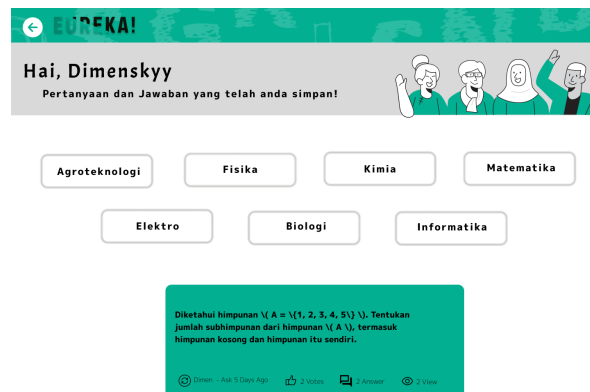 EUREKA!
Hai, Dimenskyy
Pertanyaan dan Jawaban yang telah anda simpan!
Agroteknologi
Fisika
Kimia
Matematika
Elektro
Biologi
Informatika
Diketahui himpunan \( A = \{1, 2, 3, 4, 5\} \). Tentukan
jumlah subhimpunan dari himpunan \( A \), termasuk
himpunan kosong dan himpunan itu sendiri.
Dimen. - Ask 5 Days Ago 2 Votes 2 Answer 2 View